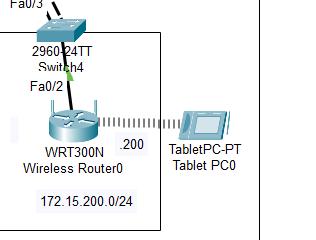 Fa0/3
2960-24TT
Switch4
Fa0/2
.200
WRT300N
Wireless Router0
TabletPC-PT
Tablet PC0
172.15.200.0/24